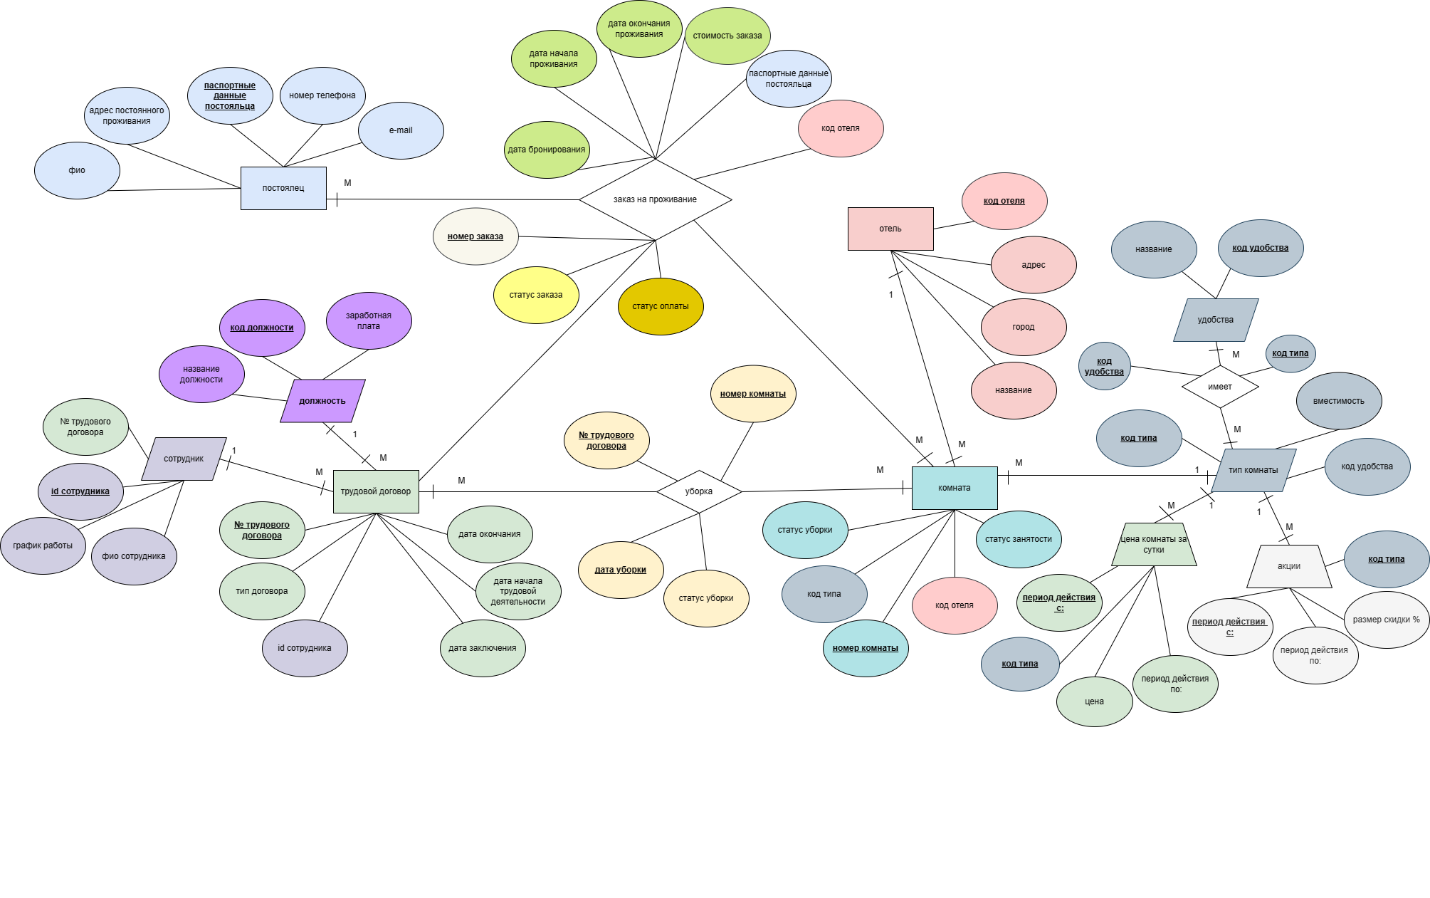 дата окончания
проживания
стоимость заказа
дата начала
проживания
паспортные данные
постояльца
код отеля
дата бронирования
паспортные
данные
постояльца
номер телефона
адрес постоянного
проживания
e-mail
фио
постоялец
М
заказ на проживание
номер заказа
статус заказа
статус оплаты
код отеля
отель
адрес
город
название
1
название
код удобства
удобства
М
код
удобства
код типа
имеет
вместимость
М
код типа
код удобства
тип комнаты
1
М
М
М
М
комната
код должности
заработная
плата
название
должности
должность
1
М
№ трудового
договора
сотрудник
1
М
id сотрудника
график работы
фио сотрудника
трудовой договор
М
номер комнаты
№ трудового
договора
уборка
дата уборки
статус уборки
№ трудового
договора
дата окончания
тип договора
дата начала
трудовой
деятельности
id сотрудника
дата заключения
статус уборки
статус занятости
код типа
код отеля
номер комнаты
М
1
цена комнаты за
сутки
период действия
с:
код типа
цена
период действия
по:
1
М
акции
код типа
период действия
с:
размер скидки %
период действия
по: